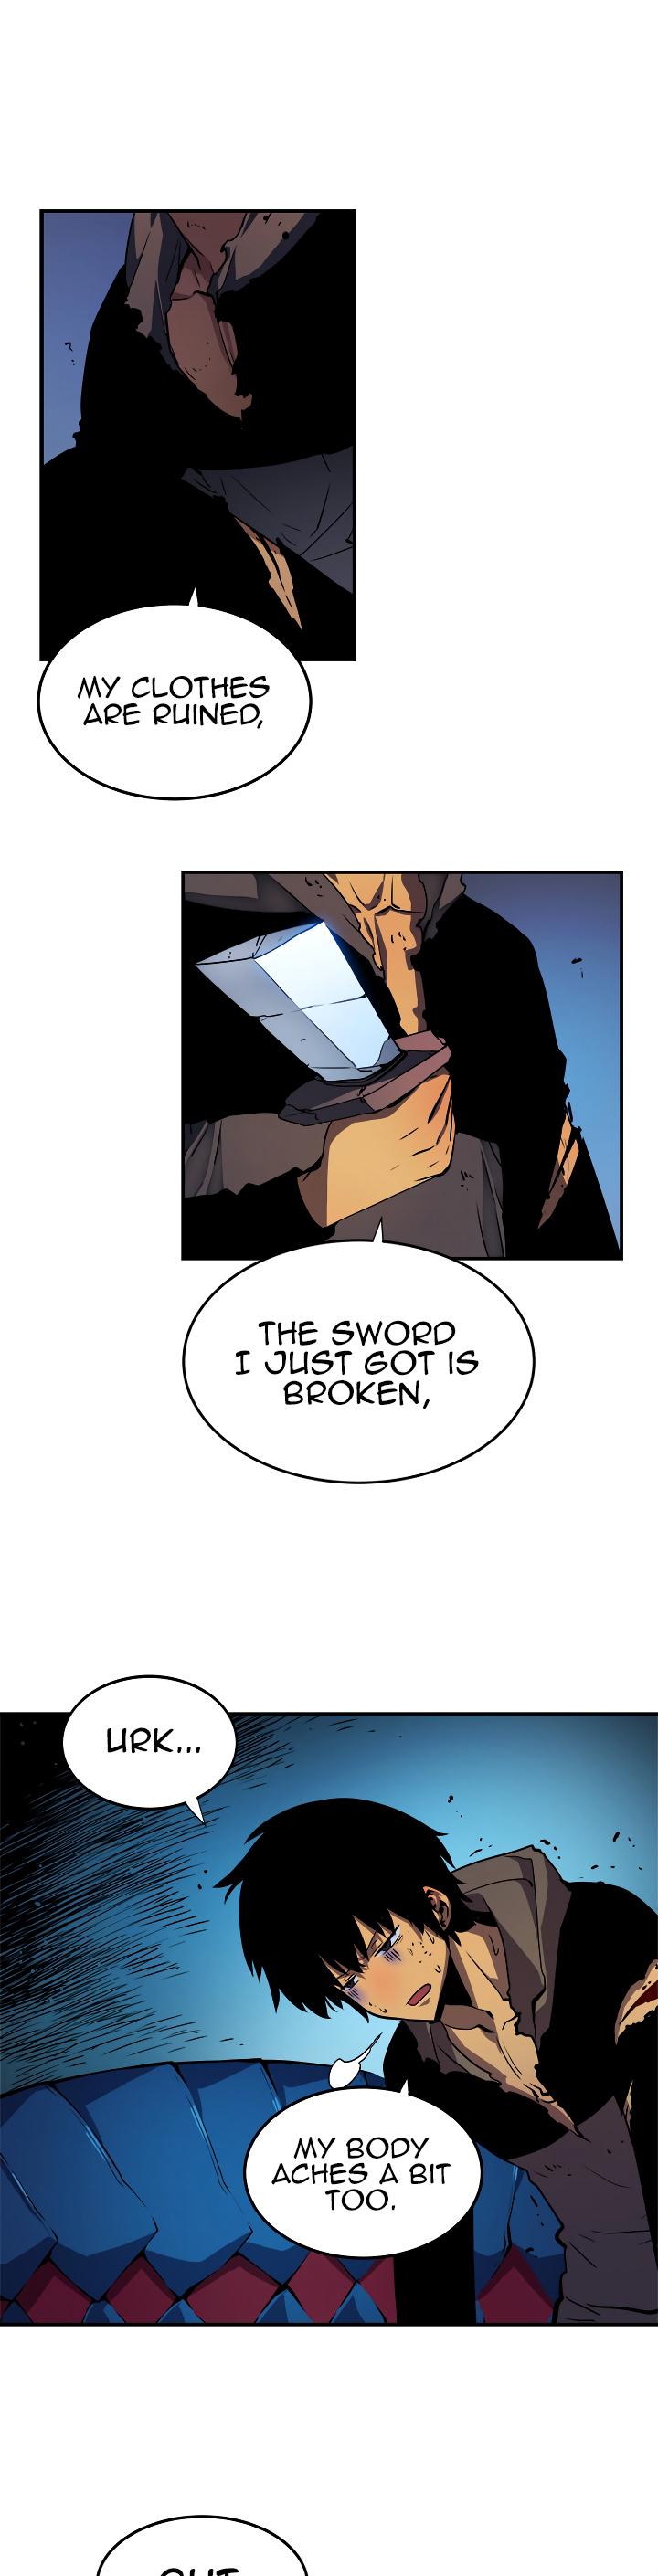 MY CLOTHES
ARE RUINED,
THE SWORD
I JUST GOT IS
BROKEN,
URK...
MY BODY
ACHES A BIT
TOO.